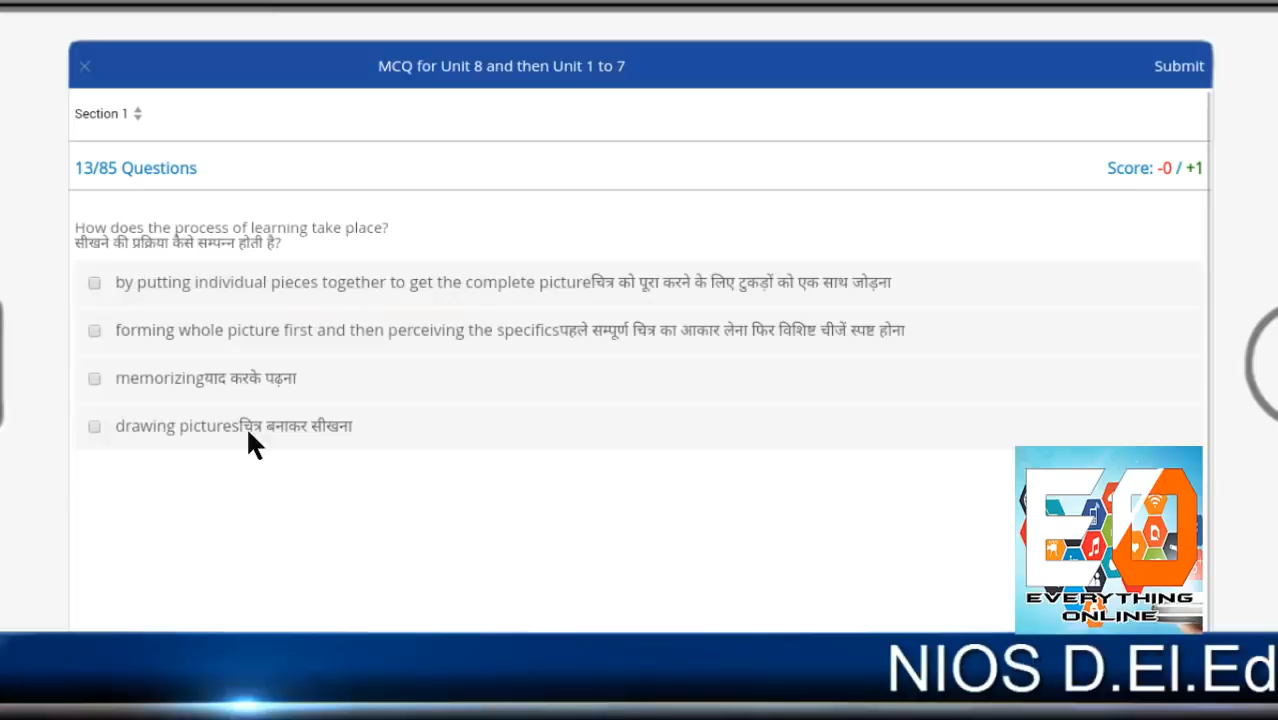 MCQ for Unit 8 and then Unit 1 to 7
Submit
Section 1
13/85 Questions
Score: -0 / +1
How does the process of learning take place?
सीखने की प्रक्रिया कैसे सम्पन्न होती है?
by putting individual pieces together to get the complete pictureचित्र को पूरा करने के लिए टुकड़ों को एक साथ जोड़ना
forming whole picture first and then perceiving the specificsपहले सम्पूर्ण चित्र का आकार लेना फिर विशिष्ट चीजें स्पष्ट होना
memorizingयाद करके पढ़ना
drawing picturesचित्र बनाकर सीखना
EO
EVERYTHING
ONLINE
NIOS D.El.Ed